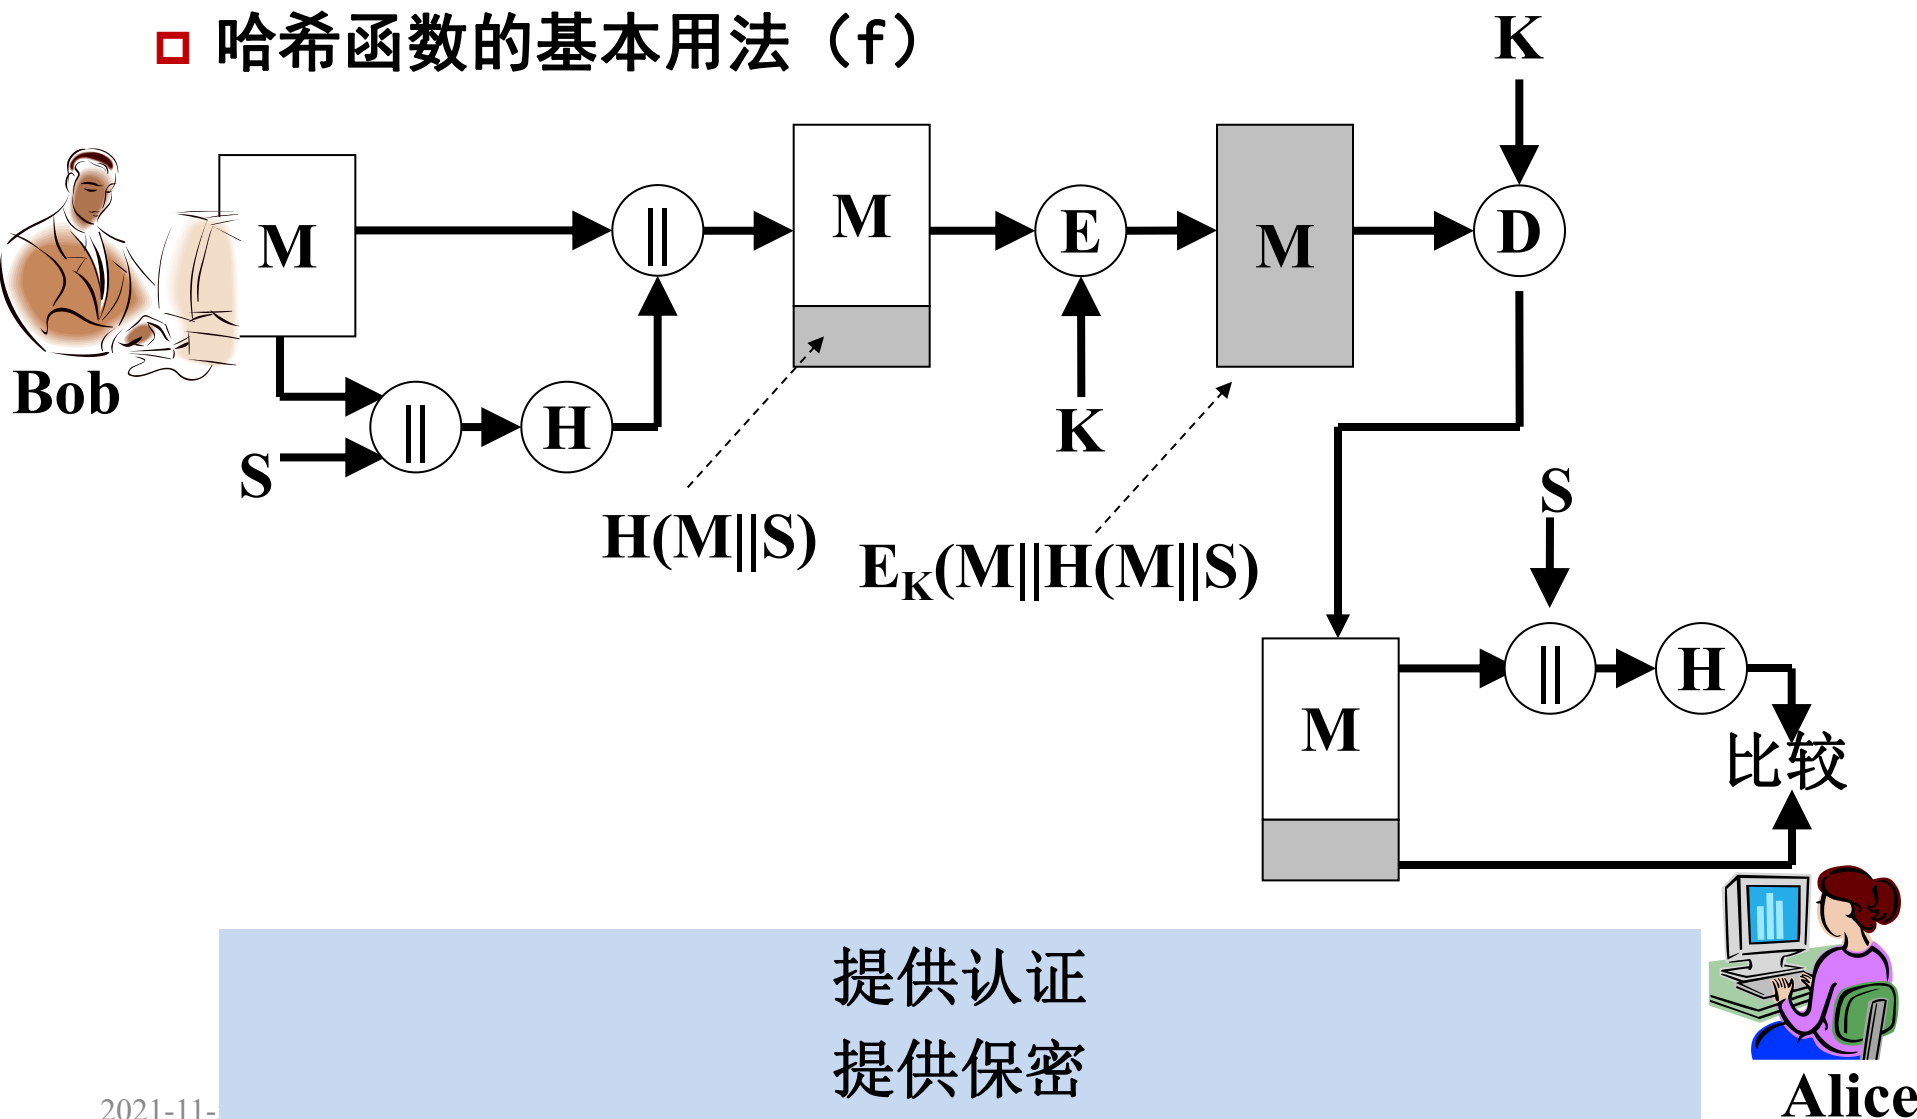 哈希函数的基本用法（f）
K
M
||
M
E
M
D
Bob
S
||
H
K
H(M||S)
E_K(M||H(M||S)
S
M
||
H
比较
提供认证
提供保密
Alice
2021-11-